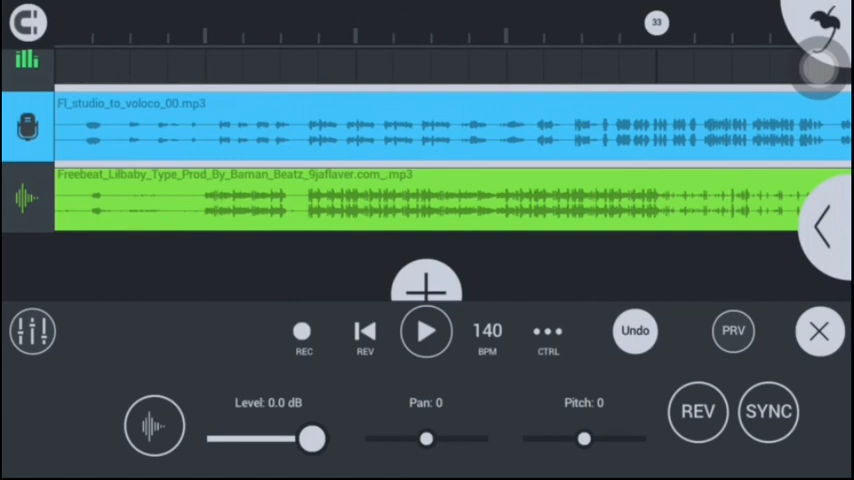 33
Fl_studio_to_voloco_00.mp3
Freebeat_Lilbaby_Type_Prod_By_Baman_Beatz_9jaflaver.com_.mp3
140
Undo
PRV
REC
REV
BPM
CTRL
Level: 0.0 dB
Pan: 0
Pitch: 0
REV
SYNC